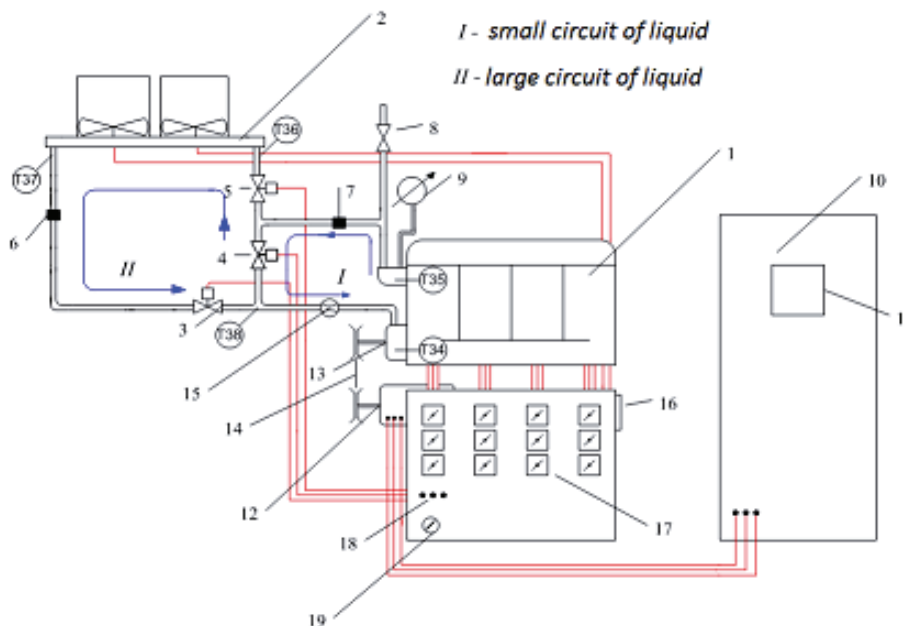 I - small circuit of liquid
II - large circuit of liquid
2
8
T36
T37
5
7
9
1
10
6
4
II
I
T35
1
3
T38
15
T34
13
14
16
12
18
17
19